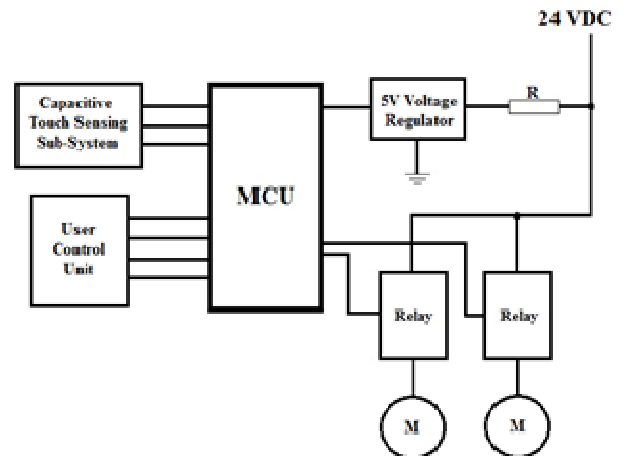 24 VDC
Capacitive
Touch Sensing
Sub-System
MCU
5V Voltage
Regulator
R
User
Control
Unit
Relay
Relay
M
M